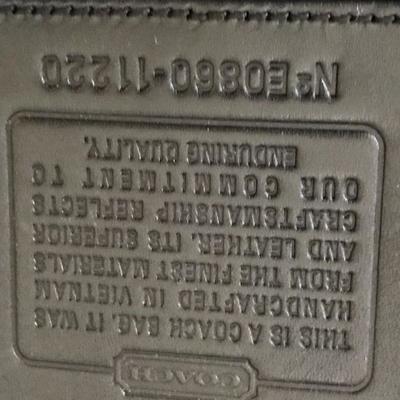 COACH
THIS IS A COACH BAG. IT WAS
HANDCRAFTED IN VIETNAM
FROM THE FINEST MATERIALS
AND LEATHER. ITS SUPERIOR
CRAFTSMANSHIP REFLECTS
OUR COMMITMENT TO
ENDURING QUALITY.
Nº E0860-11220